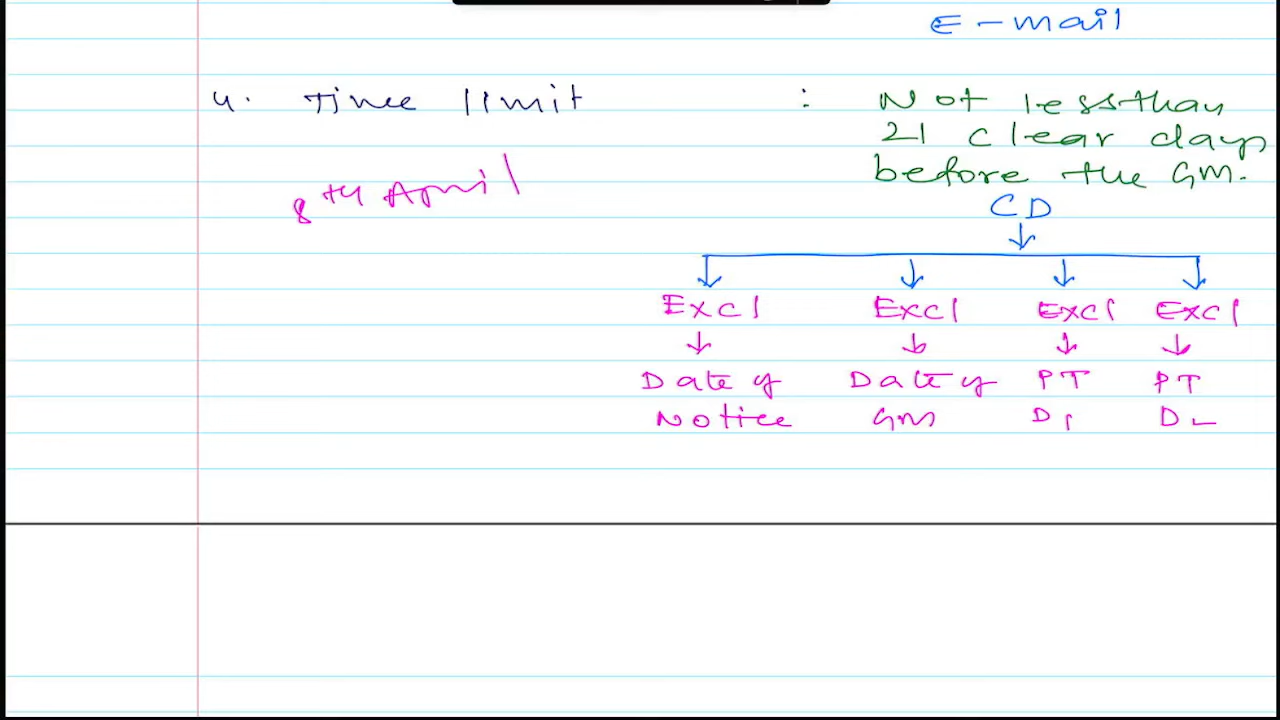 E-mail
4. Time limit : Not less than
21 clear days
before the GM.
8TH April
CD
Excl Excl Excl Excl
Date of Date of PT PT
Notice GM D1 D2